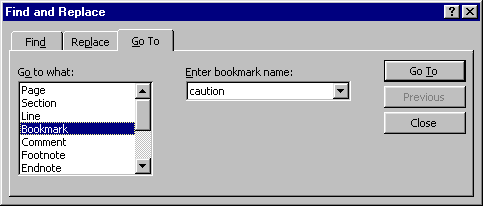 Find and Replace
Find Replace Go To
Go to what:
Page
Section
Line
Bookmark
Comment
Footnote
Endnote
Enter bookmark name:
caution
Go To
Previous
Close